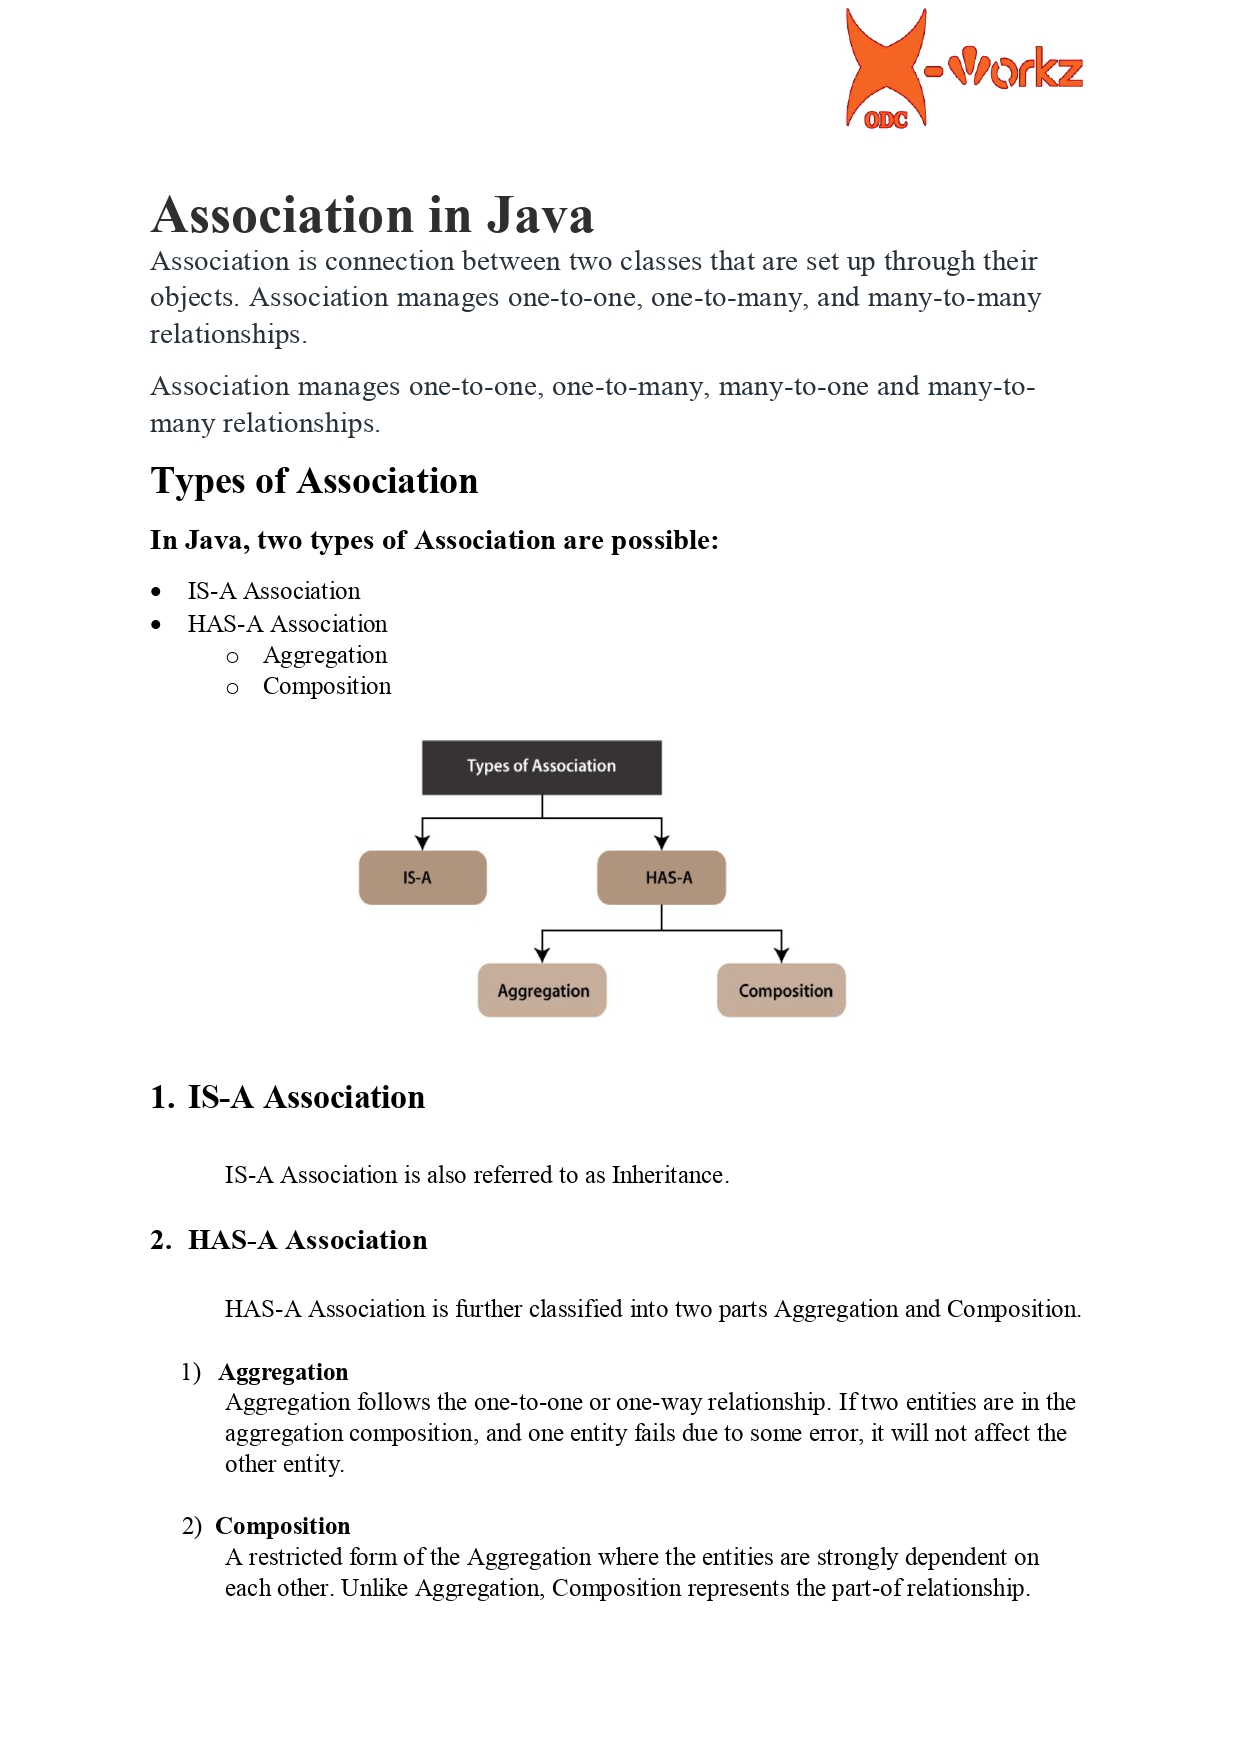 X-Workz
ODC
Association in Java
Association is connection between two classes that are set up through their
objects. Association manages one-to-one, one-to-many, and many-to-many
relationships.
Association manages one-to-one, one-to-many, many-to-one and many-to-
many relationships.
Types of Association
In Java, two types of Association are possible:
• IS-A Association
• HAS-A Association
o Aggregation
o Composition
Types of Association
IS-A HAS-A
Aggregation Composition
1. IS-A Association
IS-A Association is also referred to as Inheritance.
2. HAS-A Association
HAS-A Association is further classified into two parts Aggregation and Composition.
1) Aggregation
Aggregation follows the one-to-one or one-way relationship. If two entities are in the
aggregation composition, and one entity fails due to some error, it will not affect the
other entity.
2) Composition
A restricted form of the Aggregation where the entities are strongly dependent on
each other. Unlike Aggregation, Composition represents the part-of relationship.